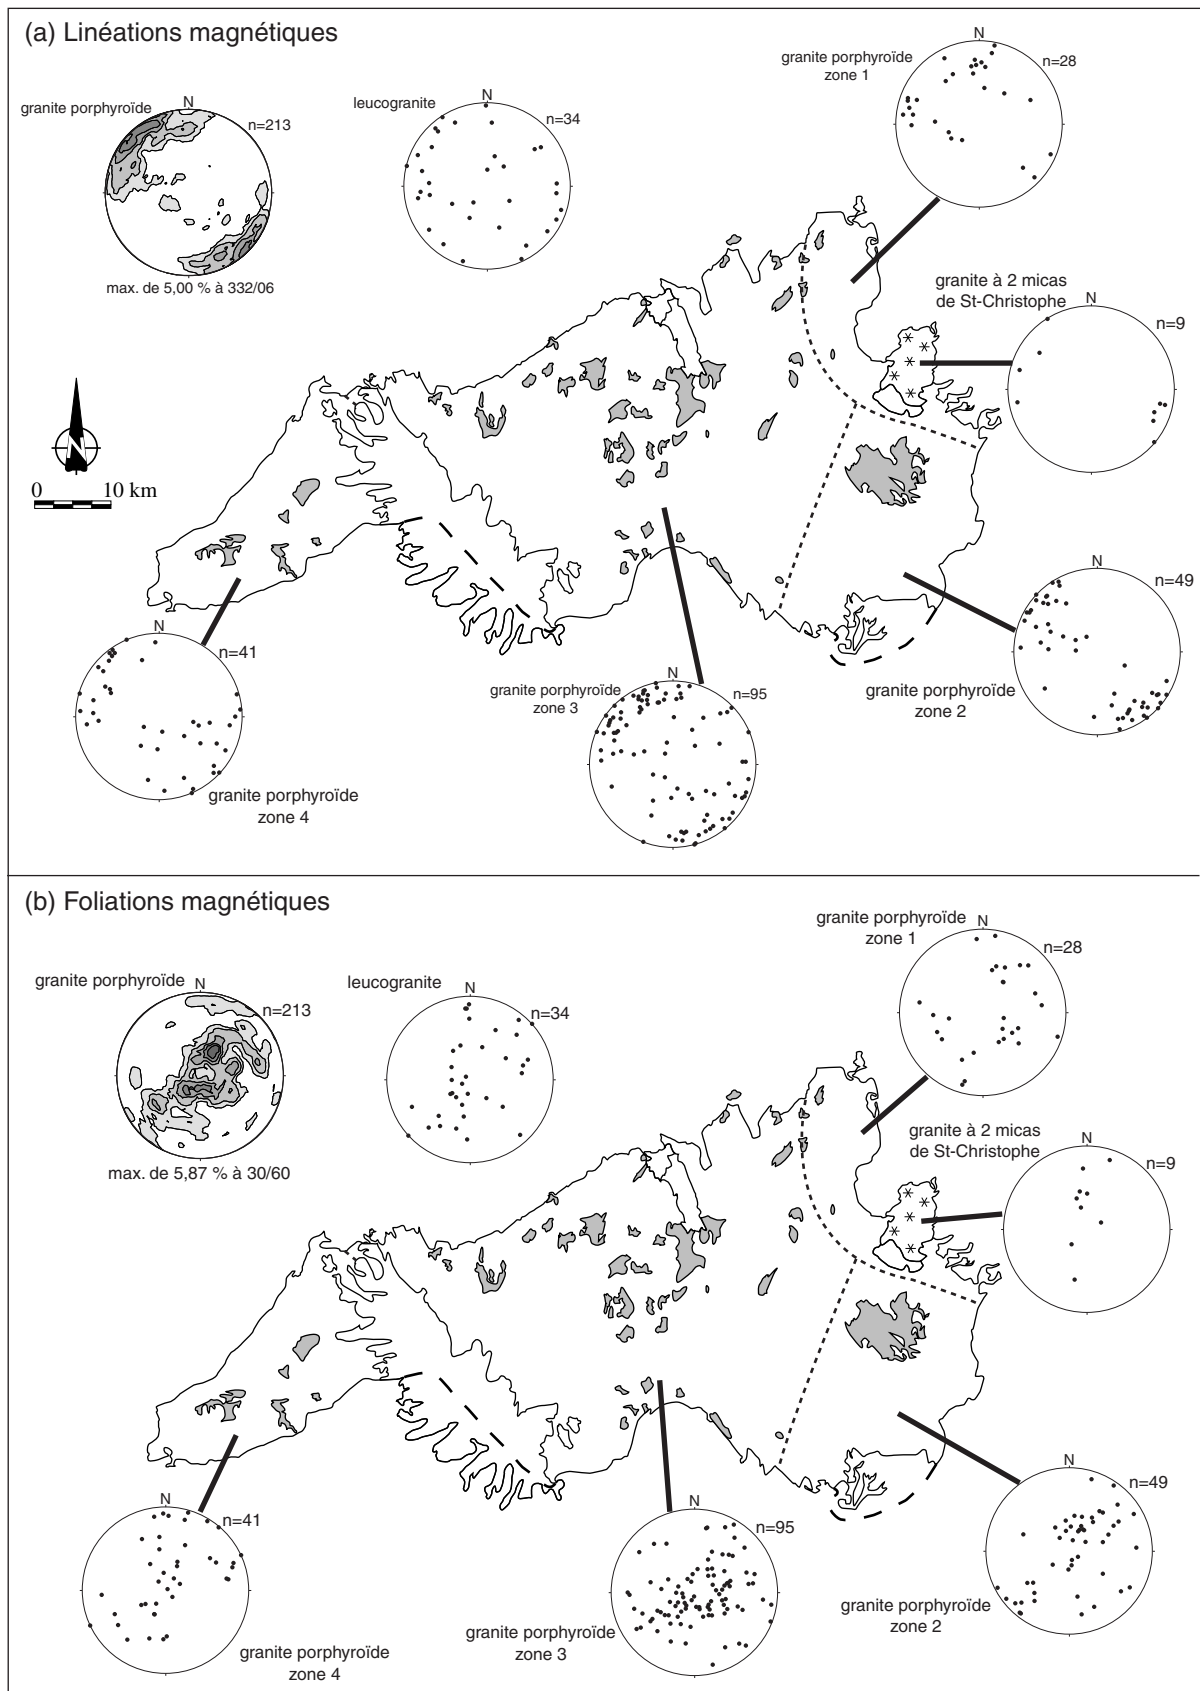 (a) Linéations magnétiques
granite porphyroïde
N
n=213
max. de 5,00 % à 332/06
leucogranite
N
n=34
granite porphyroïde
zone 1
N
n=28
granite à 2 micas
de St-Christophe
N
n=9
N
0 10 km
N
n=49
granite porphyroïde
zone 2
N
n=95
granite porphyroïde
zone 3
N
n=41
granite porphyroïde
zone 4
(b) Foliations magnétiques
granite porphyroïde
N
n=213
max. de 5,87 % à 30/60
leucogranite
N
n=34
granite porphyroïde
zone 1
N
n=28
granite à 2 micas
de St-Christophe
N
n=9
N
n=49
granite porphyroïde
zone 2
N
n=95
granite porphyroïde
zone 3
N
n=41
granite porphyroïde
zone 4